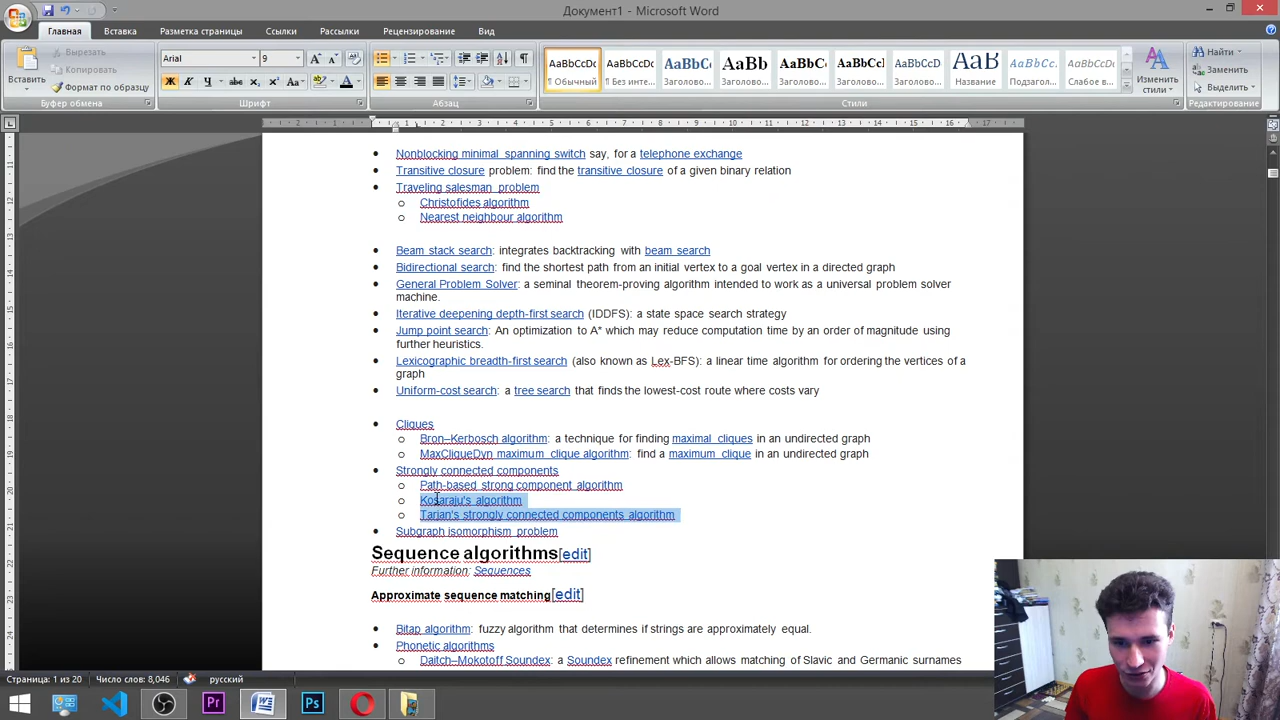 Документ1 - Microsoft Word
Главная Вставка Разметка страницы Ссылки Рассылки Рецензирование Вид
Вставить
Вырезать
Копировать
Формат по образцу
Буфер обмена
Arial 9
Шрифт
Абзац
AaBbCcDc AaBbCcDc AaBbCc AaBb AaBbCc AaBbCcI AaBbCcDc AaB AaBbCc AaBbCcDc
¶ Обычный ¶ Без инте... Заголово... Заголово... Заголово... Заголово... Заголово... Название Подзагол... Слабое в...
Стили
Изменить стили
Найти
Заменить
Выделить
Редактирование
Nonblocking minimal spanning switch say, for a telephone exchange
Transitive closure problem: find the transitive closure of a given binary relation
Traveling salesman problem
Christofides algorithm
Nearest neighbour algorithm
Beam stack search: integrates backtracking with beam search
Bidirectional search: find the shortest path from an initial vertex to a goal vertex in a directed graph
General Problem Solver: a seminal theorem-proving algorithm intended to work as a universal problem solver
machine.
Iterative deepening depth-first search (IDDFS): a state space search strategy
Jump point search: An optimization to A* which may reduce computation time by an order of magnitude using
further heuristics.
Lexicographic breadth-first search (also known as Lex-BFS): a linear time algorithm for ordering the vertices of a
graph
Uniform-cost search: a tree search that finds the lowest-cost route where costs vary
Cliques
Bron–Kerbosch algorithm: a technique for finding maximal cliques in an undirected graph
MaxCliqueDyn maximum clique algorithm: find a maximum clique in an undirected graph
Strongly connected components
Path-based strong component algorithm
Kosaraju's algorithm
Tarjan's strongly connected components algorithm
Subgraph isomorphism problem
Sequence algorithms[edit]
Further information: Sequences
Approximate sequence matching[edit]
Bitap algorithm: fuzzy algorithm that determines if strings are approximately equal.
Phonetic algorithms
Daitch–Mokotoff Soundex: a Soundex refinement which allows matching of Slavic and Germanic surnames
Страница: 1 из 20 Число слов: 8,046 русский